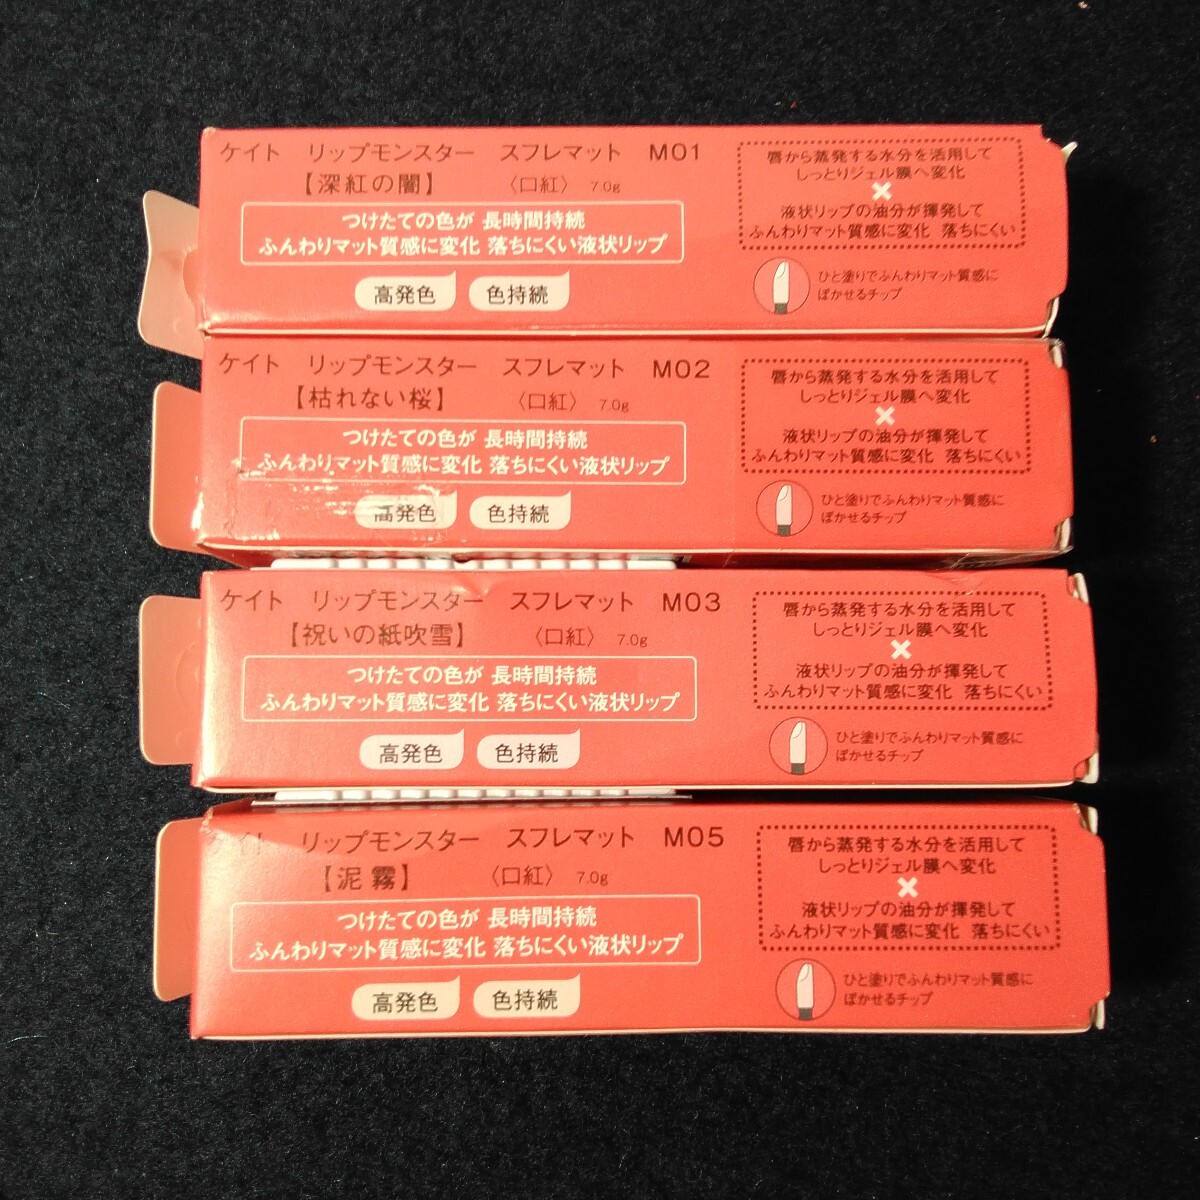 ケイト リップモンスター スフレマット M01
【深紅の闇】 〈口紅〉 7.0g
つけたての色が 長時間持続
ふんわりマット質感に変化 落ちにくい液状リップ
高発色 色持続
唇から蒸発する水分を活用して
しっとりジェル膜へ変化
×
液状リップの油分が揮発して
ふんわりマット質感に変化 落ちにくい
ひと塗りでふんわりマット質感に
ぼかせるチップ
ケイト リップモンスター スフレマット M02
【枯れない桜】 〈口紅〉 7.0g
つけたての色が 長時間持続
ふんわりマット質感に変化 落ちにくい液状リップ
高発色 色持続
唇から蒸発する水分を活用して
しっとりジェル膜へ変化
×
液状リップの油分が揮発して
ふんわりマット質感に変化 落ちにくい
ひと塗りでふんわりマット質感に
ぼかせるチップ
ケイト リップモンスター スフレマット M03
【祝いの紙吹雪】 〈口紅〉 7.0g
つけたての色が 長時間持続
ふんわりマット質感に変化 落ちにくい液状リップ
高発色 色持続
唇から蒸発する水分を活用して
しっとりジェル膜へ変化
×
液状リップの油分が揮発して
ふんわりマット質感に変化 落ちにくい
ひと塗りでふんわりマット質感に
ぼかせるチップ
ケイト リップモンスター スフレマット M05
【泥霧】 〈口紅〉 7.0g
つけたての色が 長時間持続
ふんわりマット質感に変化 落ちにくい液状リップ
高発色 色持続
唇から蒸発する水分を活用して
しっとりジェル膜へ変化
×
液状リップの油分が揮発して
ふんわりマット質感に変化 落ちにくい
ひと塗りでふんわりマット質感に
ぼかせるチップ